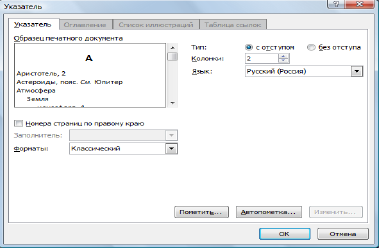 Указатель
Указатель Оглавление Список иллюстраций Таблица ссылок
Образец печатного документа
А
Аристотель, 2
Астероиды, пояс. См. Юпитер
Атмосфера
Земля
Тип: с отступом без отступа
Колонки: 2
Язык: Русский (Россия)
Номера страниц по правому краю
Заполнитель:
Форматы: Классический
Пометить... Автопометка... Изменить...
ОК Отмена